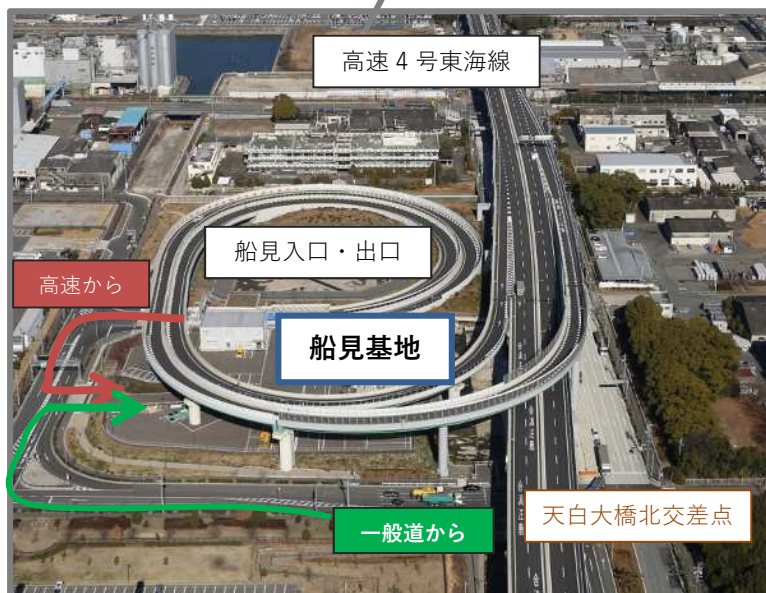 高速4号東海線
船見入口・出口
高速から
船見基地
天白大橋北交差点
一般道から